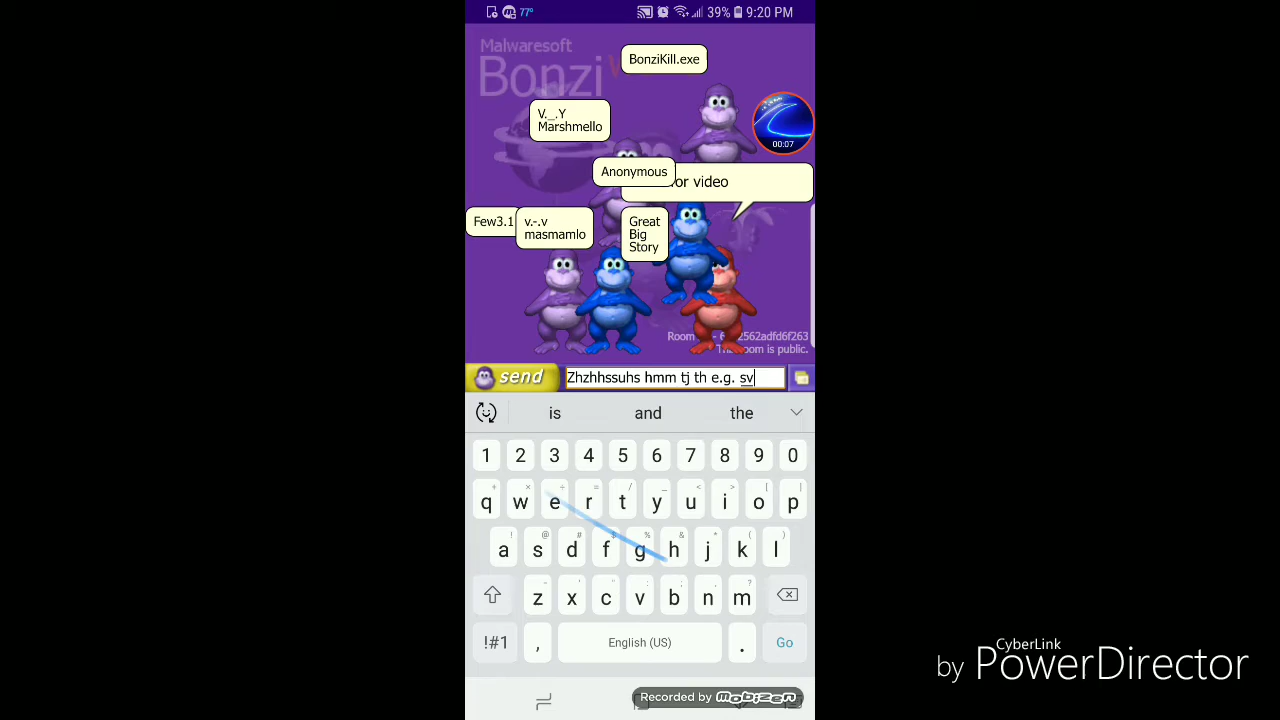 77° 39% 9:20 PM
Malwaresoft
Bonzi
BonziKill.exe
V._.Y
Marshmello
00:07
Anonymous
or video
Few3.1
v.-.v
masmamlo
Great
Big
Story
Room
2562adfd6f263
room is public.
send Zhzhhssuhs hmm tj th e.g. sv
is and the
1 2 3 4 5 6 7 8 9 0
+ × ÷ = / _ < > [ ]
q w e r t y u i o p
! @ # $ % & * ( )
a s d f g h j k l
- ' " : ; , ?
z x c v b n m
!#1 , English (US) . Go
Recorded by mobizen
CyberLink
by PowerDirector